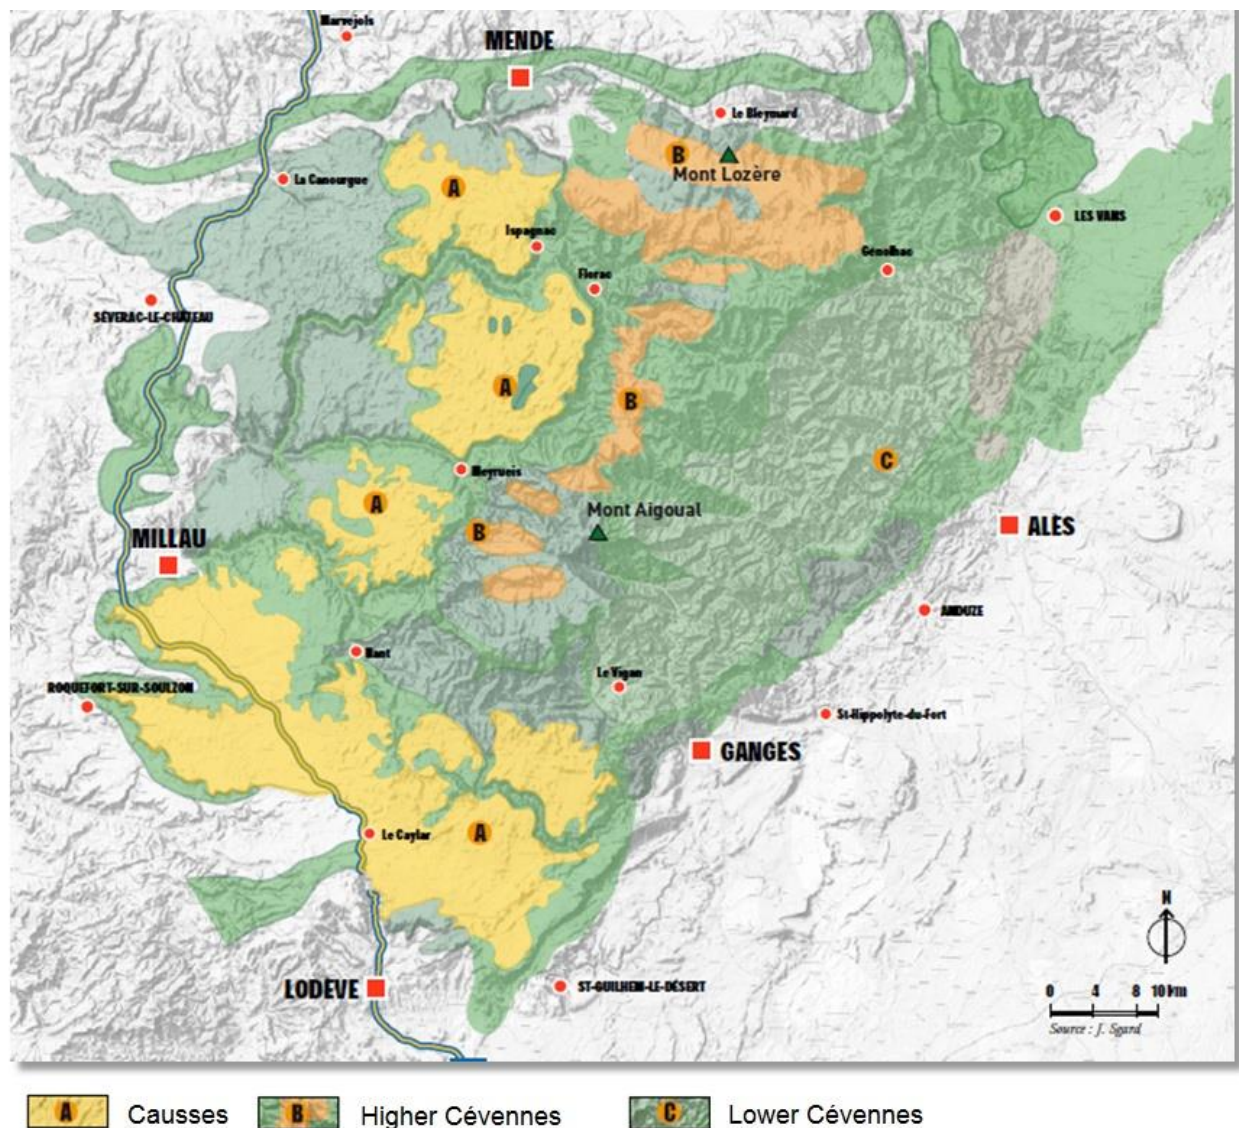 Marvejols
MENDE
Le Bleymard
B
Mont Lozère
A
La Canourgue
LES VANS
Ispagnac
Génolhac
Florac
SÉVERAC-LE-CHÂTEAU
A
B
C
Meyrueis
A
Mont Aigoual
B
ALÈS
MILLAU
ANDUZE
Nant
Le Vigan
ROQUEFORT-SUR-SOULZON
St-Hippolyte-du-Fort
GANGES
A
Le Caylar
N
LODÈVE
ST-GUILHEM-LE-DÉSERT
0 4 8 10 km
Source : J. Sgard
A Causses B Higher Cévennes C Lower Cévennes